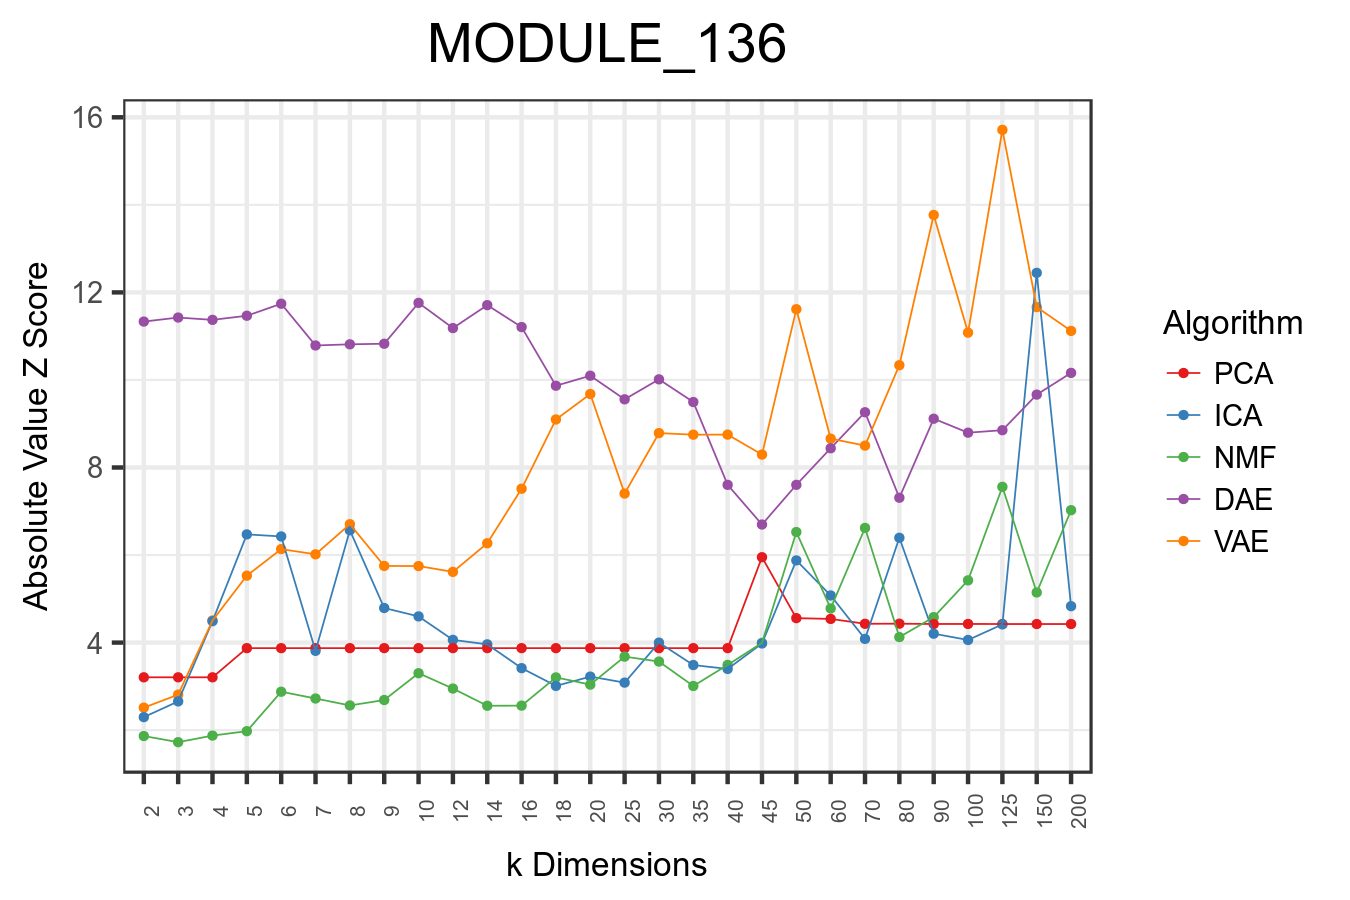 MODULE_136
16
12
8
4
Absolute Value Z Score
2 3 4 5 6 7 8 9 10 12 14 16 18 20 25 30 35 40 45 50 60 70 80 90 100 125 150 200
k Dimensions
Algorithm
PCA
ICA
NMF
DAE
VAE